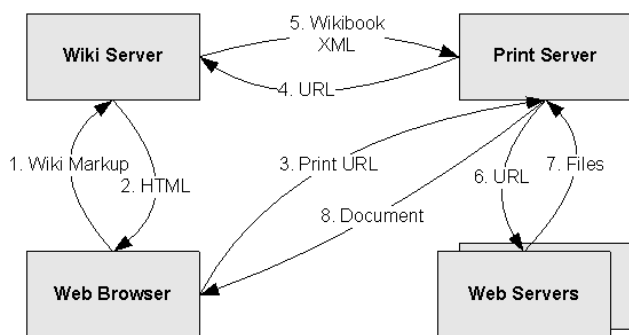 5. Wikibook
XML
Wiki Server
Print Server
4. URL
1. Wiki Markup
2. HTML
3. Print URL
6. URL
7. Files
8. Document
Web Browser
Web Servers